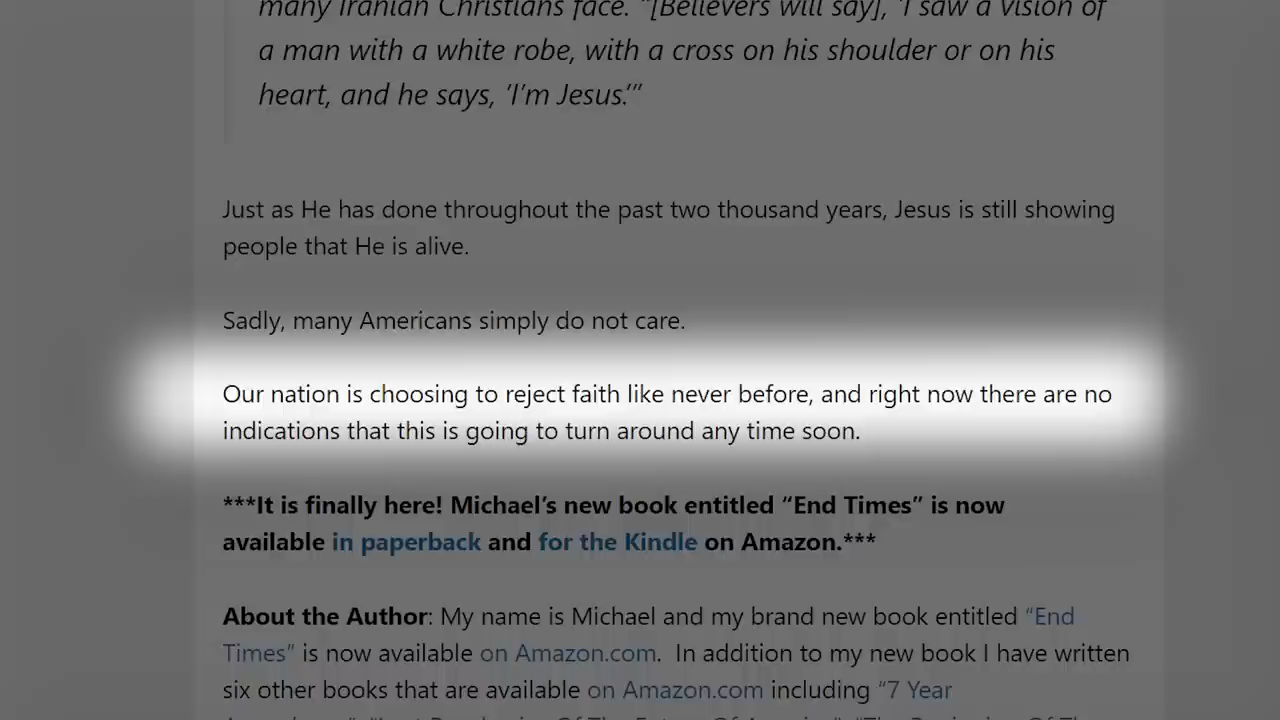 many Iranian Christians face. “[Believers will say], ‘I saw a vision of
a man with a white robe, with a cross on his shoulder or on his
heart, and he says, ‘I’m Jesus.’”
Just as He has done throughout the past two thousand years, Jesus is still showing
people that He is alive.
Sadly, many Americans simply do not care.
Our nation is choosing to reject faith like never before, and right now there are no
indications that this is going to turn around any time soon.
***It is finally here! Michael’s new book entitled “End Times” is now
available in paperback and for the Kindle on Amazon.***
About the Author: My name is Michael and my brand new book entitled “End
Times” is now available on Amazon.com.  In addition to my new book I have written
six other books that are available on Amazon.com including “7 Year